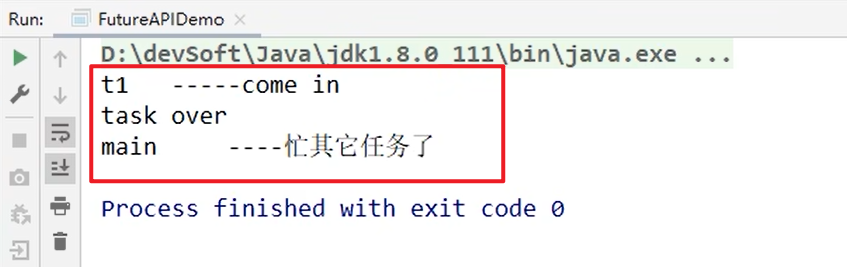 Run: FutureAPIDemo ×
D:\devSoft\Java\jdk1.8.0_111\bin\java.exe ...
t1   -----come in
task over
main     ----忙其它任务了
Process finished with exit code 0